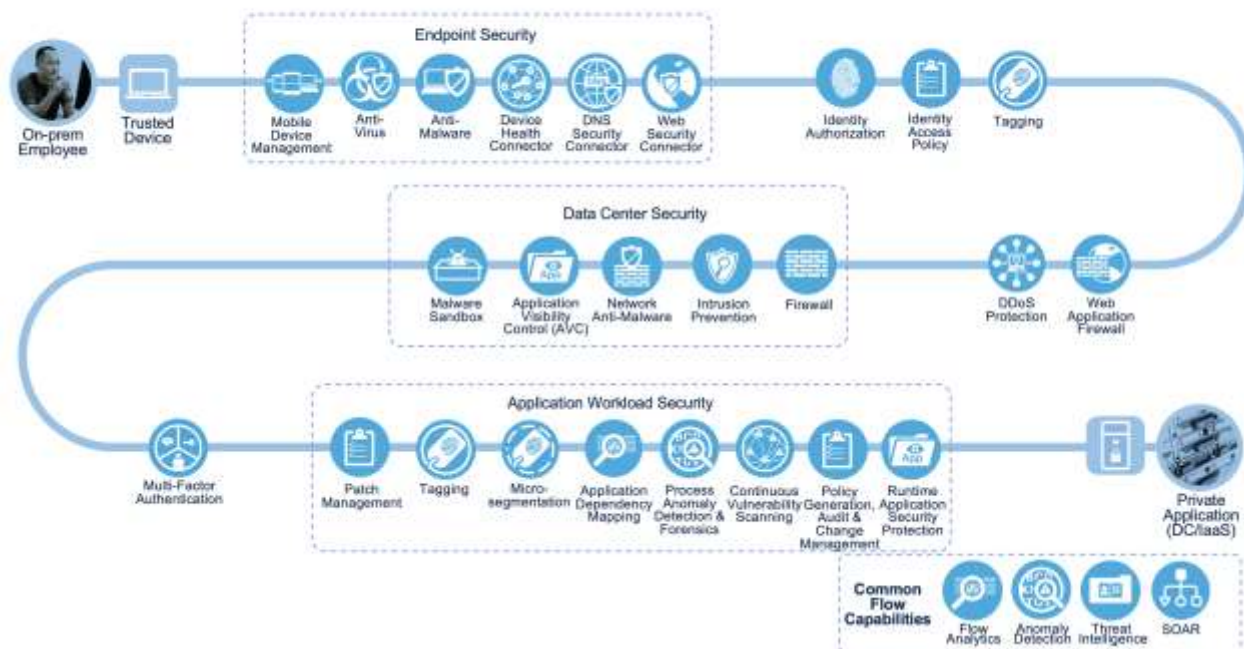 Endpoint Security
On-prem
Employee
Trusted
Device
Mobile
Device
Management
Anti-
Virus
Anti-
Malware
Device
Health
Connector
DNS
Security
Connector
Web
Security
Connector
Identity
Authorization
Identity
Access
Policy
Tagging
Data Center Security
Malware
Sandbox
App
Application
Visibility
Control (AVC)
Network
Anti-Malware
Intrusion
Prevention
Firewall
DDoS
Protection
Web
Application
Firewall
Application Workload Security
Multi-Factor
Authentication
Patch
Management
Tagging
Micro-
segmentation
Application
Dependency
Mapping
Process
Anomaly
Detection &
Forensics
Continuous
Vulnerability
Scanning
Policy
Generation,
Audit &
Change
Management
App
Runtime
Application
Security
Protection
Private
Application
(DC/IaaS)
Common
Flow
Capabilities
Flow
Analytics
Anomaly
Detection
Threat
Intelligence
SOAR